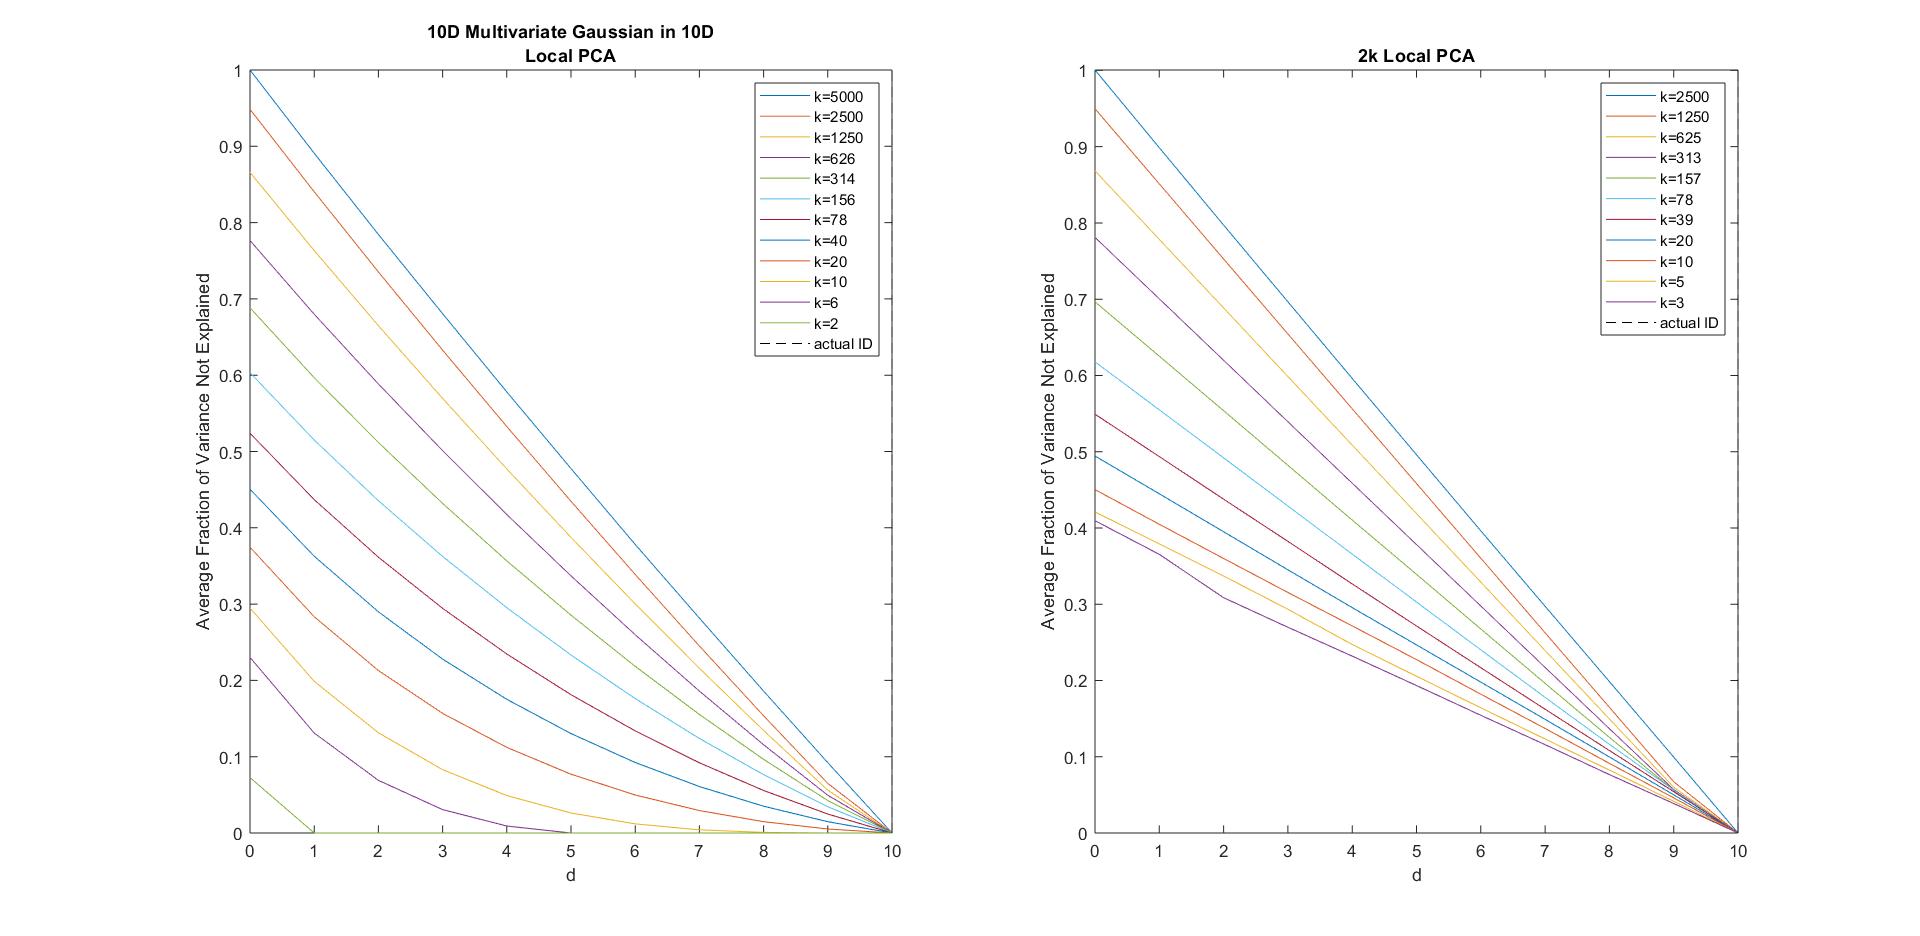 10D Multivariate Gaussian in 10D
Local PCA
Average Fraction of Variance Not Explained
1
0.9
0.8
0.7
0.6
0.5
0.4
0.3
0.2
0.1
0
0 1 2 3 4 5 6 7 8 9 10
d
k=5000
k=2500
k=1250
k=626
k=314
k=156
k=78
k=40
k=20
k=10
k=6
k=2
actual ID
2k Local PCA
Average Fraction of Variance Not Explained
1
0.9
0.8
0.7
0.6
0.5
0.4
0.3
0.2
0.1
0
0 1 2 3 4 5 6 7 8 9 10
d
k=2500
k=1250
k=625
k=313
k=157
k=78
k=39
k=20
k=10
k=5
k=3
actual ID